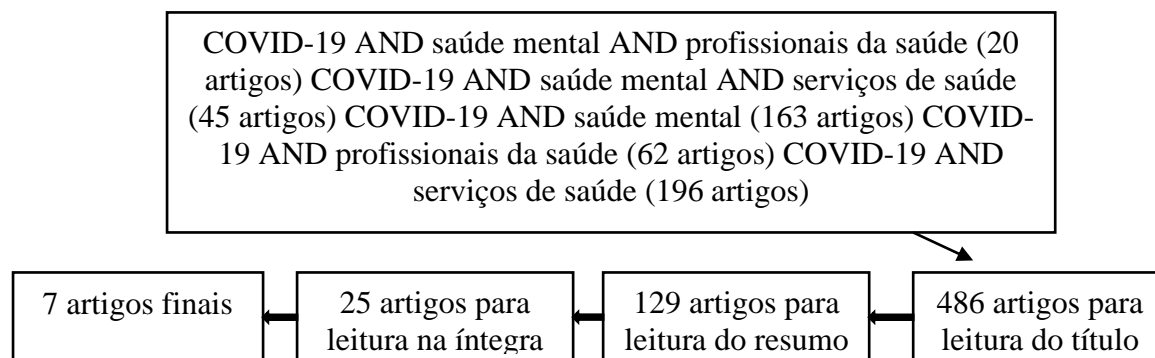 COVID-19 AND saúde mental AND profissionais da saúde (20
artigos) COVID-19 AND saúde mental AND serviços de saúde
(45 artigos) COVID-19 AND saúde mental (163 artigos) COVID-
19 AND profissionais da saúde (62 artigos) COVID-19 AND
serviços de saúde (196 artigos)
7 artigos finais
25 artigos para
leitura na íntegra
129 artigos para
leitura do resumo
486 artigos para
leitura do título